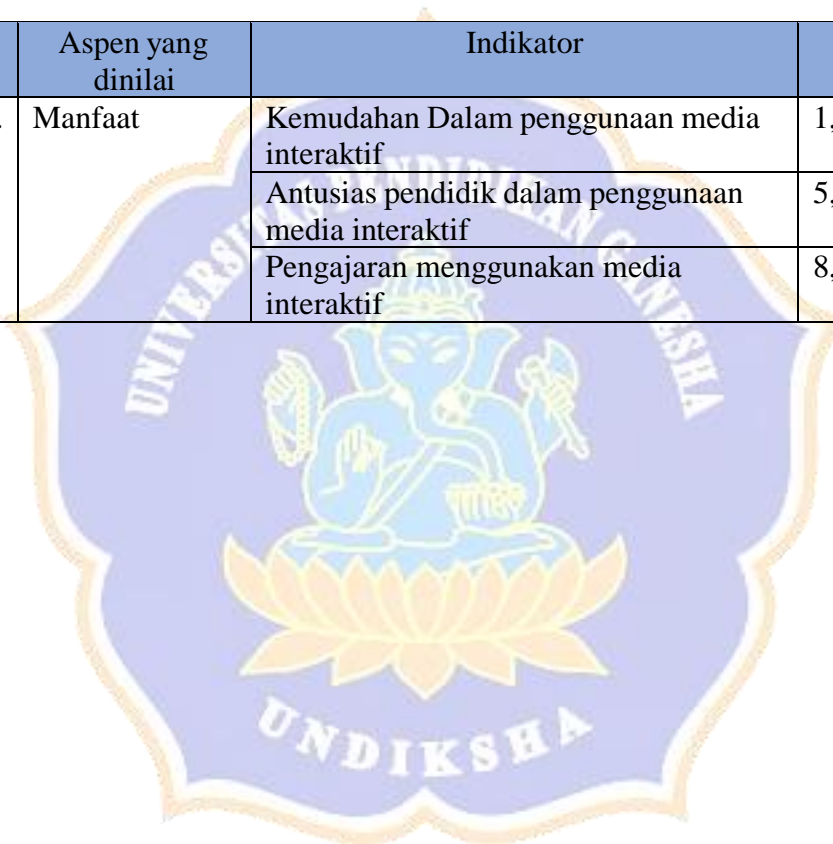 Aspen yang
dinilai
Indikator
Manfaat
Kemudahan Dalam penggunaan media
interaktif
1,
Antusias pendidik dalam penggunaan
media interaktif
5,
Pengajaran menggunakan media
interaktif
8,
UNIVERSITAS PENDIDIKAN GANESHA
UNDIKSHA